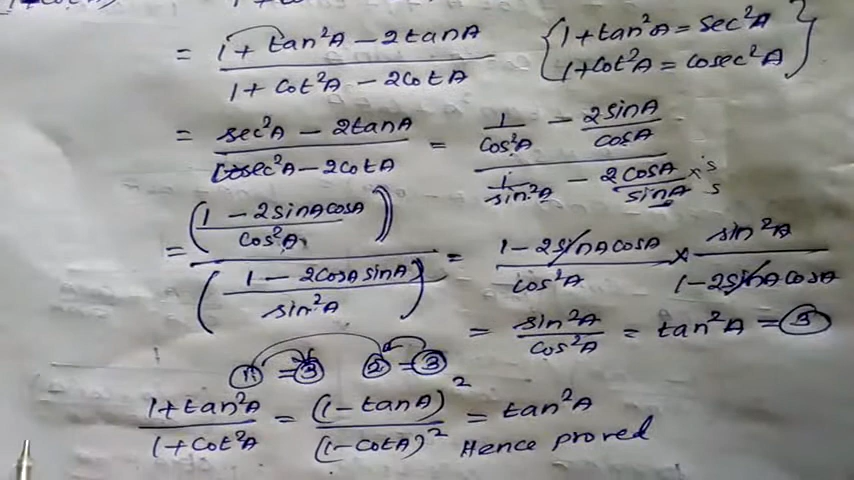 = 1 + tan²A - 2tanA / 1 + cot²A - 2cotA { 1 + tan²A = sec²A
1 + cot²A = cosec²A }
= sec²A - 2tanA / cosec²A - 2cotA = 1/cos²A - 2sinA/cosA / 1/sin²A - 2cosA/sinA × s/s
= (1 - 2sinAcosA / cos²A) / (1 - 2cosAsinA / sin²A) = 1 - 2sinAcosA / cos²A × sin²A / 1 - 2sinAcosA
= sin²A / cos²A = tan²A = ③
① = ③ ② = ③
1 + tan²A / 1 + cot²A = (1 - tanA)² / (1 - cotA)² = tan²A
Hence proved